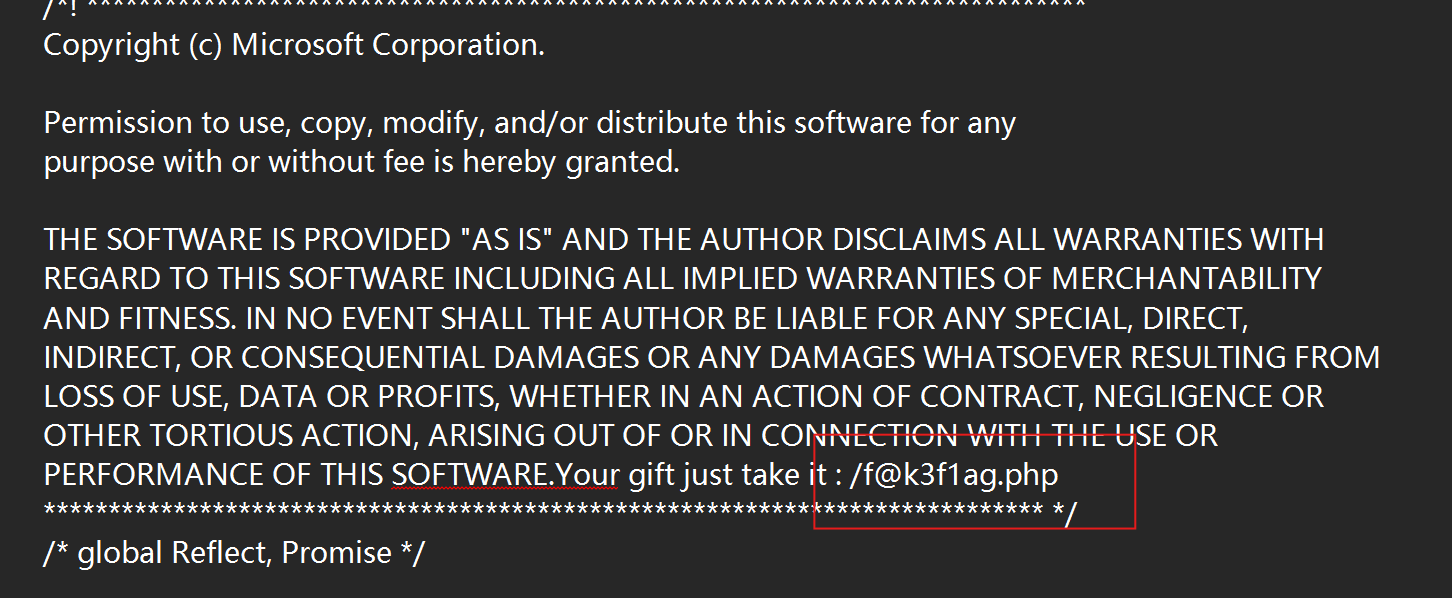 /*! *****************************************************************************
Copyright (c) Microsoft Corporation.
Permission to use, copy, modify, and/or distribute this software for any
purpose with or without fee is hereby granted.
THE SOFTWARE IS PROVIDED "AS IS" AND THE AUTHOR DISCLAIMS ALL WARRANTIES WITH
REGARD TO THIS SOFTWARE INCLUDING ALL IMPLIED WARRANTIES OF MERCHANTABILITY
AND FITNESS. IN NO EVENT SHALL THE AUTHOR BE LIABLE FOR ANY SPECIAL, DIRECT,
INDIRECT, OR CONSEQUENTIAL DAMAGES OR ANY DAMAGES WHATSOEVER RESULTING FROM
LOSS OF USE, DATA OR PROFITS, WHETHER IN AN ACTION OF CONTRACT, NEGLIGENCE OR
OTHER TORTIOUS ACTION, ARISING OUT OF OR IN CONNECTION WITH THE USE OR
PERFORMANCE OF THIS SOFTWARE.Your gift just take it : /f@k3f1ag.php
***************************************************************************** */
/* global Reflect, Promise */